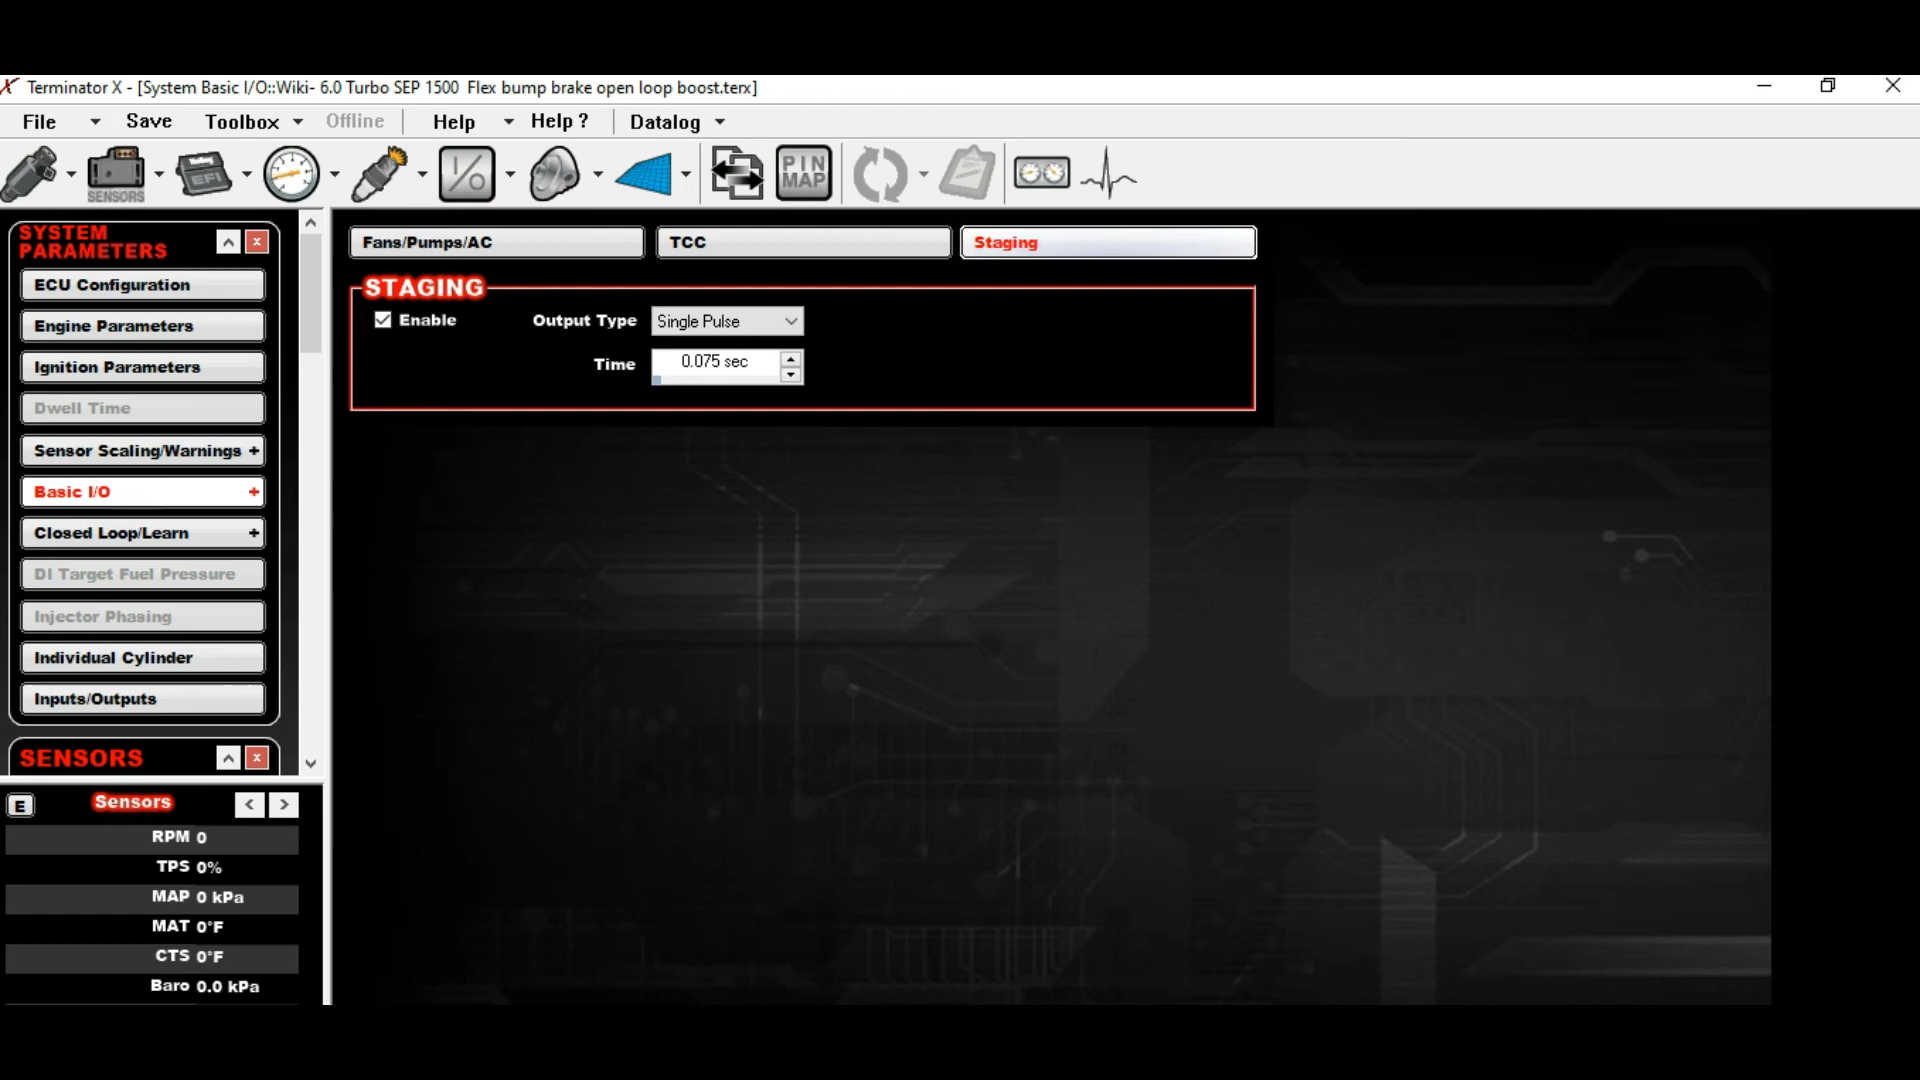 Terminator X - [System Basic I/O::Wiki- 6.0 Turbo SEP 1500 Flex bump brake open loop boost.terx]
File Save Toolbox Offline Help Help ? Datalog
SENSORS
Holley
EFI
I/O
PIN
MAP
SYSTEM
PARAMETERS
ECU Configuration
Engine Parameters
Ignition Parameters
Dwell Time
Sensor Scaling/Warnings +
Basic I/O +
Closed Loop/Learn +
DI Target Fuel Pressure
Injector Phasing
Individual Cylinder
Inputs/Outputs
SENSORS
E Sensors < >
RPM 0
TPS 0%
MAP 0 kPa
MAT 0°F
CTS 0°F
Baro 0.0 kPa
Fans/Pumps/AC TCC Staging
STAGING
Enable Output Type Single Pulse
Time 0.075 sec